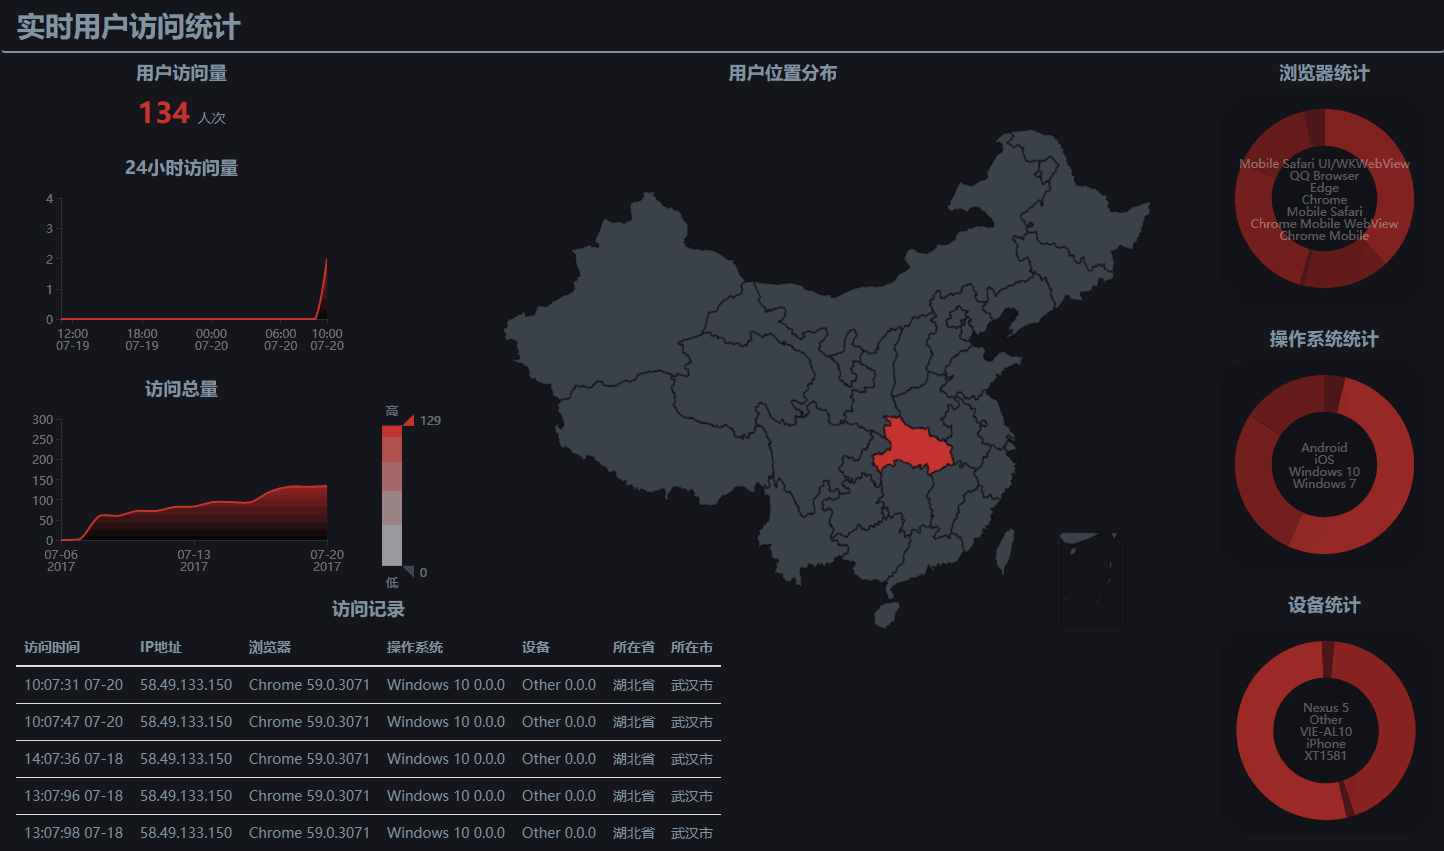 实时用户访问统计
用户访问量
134 人次
24小时访问量
4
3
2
1
0
12:00 18:00 00:00 06:00 10:00
07-19 07-19 07-20 07-20 07-20
访问总量
300
250
200
150
100
50
0
07-06 07-13 07-20
2017 2017 2017
高
129
0
低
用户位置分布
浏览器统计
Mobile Safari UI/WKWebView
QQ Browser
Edge
Chrome
Mobile Safari
Chrome Mobile WebView
Chrome Mobile
操作系统统计
Android
iOS
Windows 10
Windows 7
设备统计
Nexus 5
Other
VIE-AL10
iPhone
XT1581
访问记录
访问时间 IP地址 浏览器 操作系统 设备 所在省 所在市
10:07:31 07-20 58.49.133.150 Chrome 59.0.3071 Windows 10 0.0.0 Other 0.0.0 湖北省 武汉市
10:07:47 07-20 58.49.133.150 Chrome 59.0.3071 Windows 10 0.0.0 Other 0.0.0 湖北省 武汉市
14:07:36 07-18 58.49.133.150 Chrome 59.0.3071 Windows 10 0.0.0 Other 0.0.0 湖北省 武汉市
13:07:96 07-18 58.49.133.150 Chrome 59.0.3071 Windows 10 0.0.0 Other 0.0.0 湖北省 武汉市
13:07:98 07-18 58.49.133.150 Chrome 59.0.3071 Windows 10 0.0.0 Other 0.0.0 湖北省 武汉市